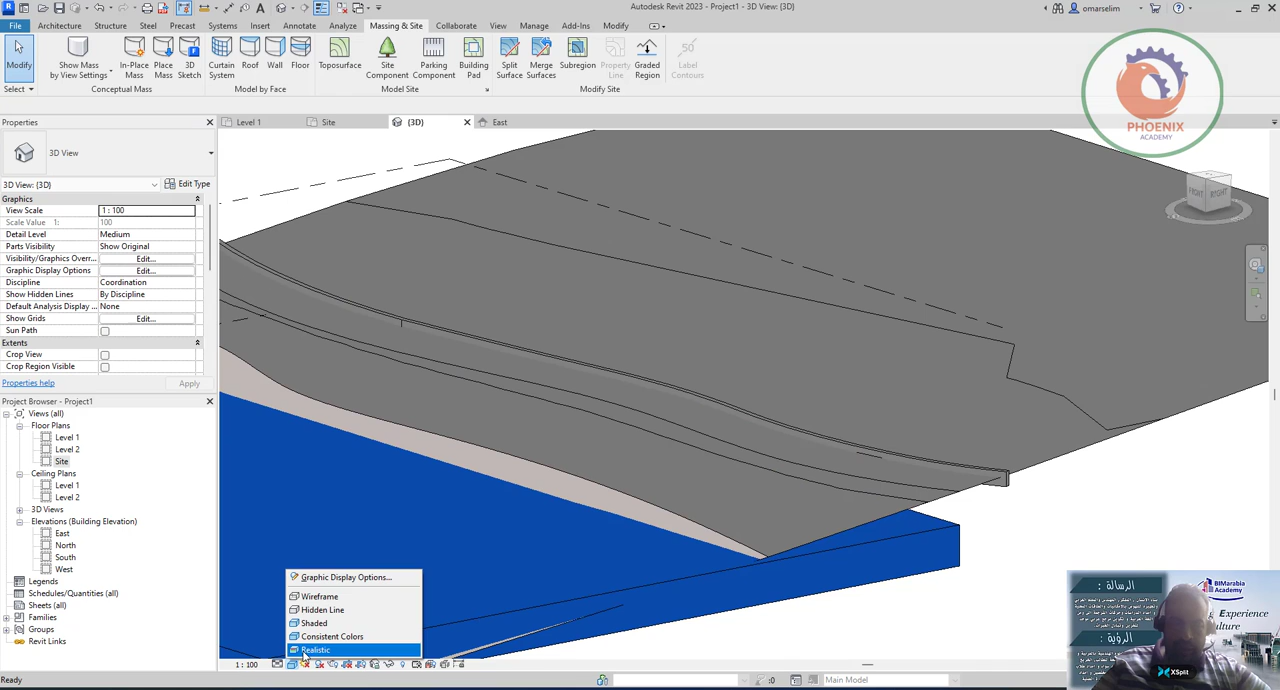 Autodesk Revit 2023 - Project1 - 3D View: {3D}
omarselim
File
Architecture
Structure
Steel
Precast
Systems
Insert
Annotate
Analyze
Massing & Site
Collaborate
View
Manage
Add-Ins
Modify
Modify
Show Mass
by View Settings
In-Place
Mass
Place
Mass
3D
Sketch
Curtain
System
Roof
Wall
Floor
Toposurface
Site
Component
Parking
Component
Building
Pad
Split
Surface
Merge
Surfaces
Subregion
Property
Line
Graded
Region
50
Label
Contours
Select
Conceptual Mass
Model by Face
Model Site
Modify Site
PHOENIX
ACADEMY
Properties
Level 1
Site
{3D}
East
3D View
3D View: {3D}
Edit Type
Graphics
View Scale
1 : 100
Scale Value 1:
100
Detail Level
Medium
Parts Visibility
Show Original
Visibility/Graphics Overr...
Edit...
Graphic Display Options
Edit...
Discipline
Coordination
Show Hidden Lines
By Discipline
Default Analysis Display ...
None
Show Grids
Edit...
Sun Path
Extents
Crop View
Crop Region Visible
Properties help
Apply
FRONT
RIGHT
Project Browser - Project1
Views (all)
Floor Plans
Level 1
Level 2
Site
Ceiling Plans
Level 1
Level 2
3D Views
Elevations (Building Elevation)
East
North
South
West
Legends
Schedules/Quantities (all)
Sheets (all)
Families
Groups
Revit Links
Graphic Display Options...
Wireframe
Hidden Line
Shaded
Consistent Colors
Realistic
1 : 100
Ready
:0
Main Model
الرسالة :
الرؤية :
BIMarabia
Academy
XSplit